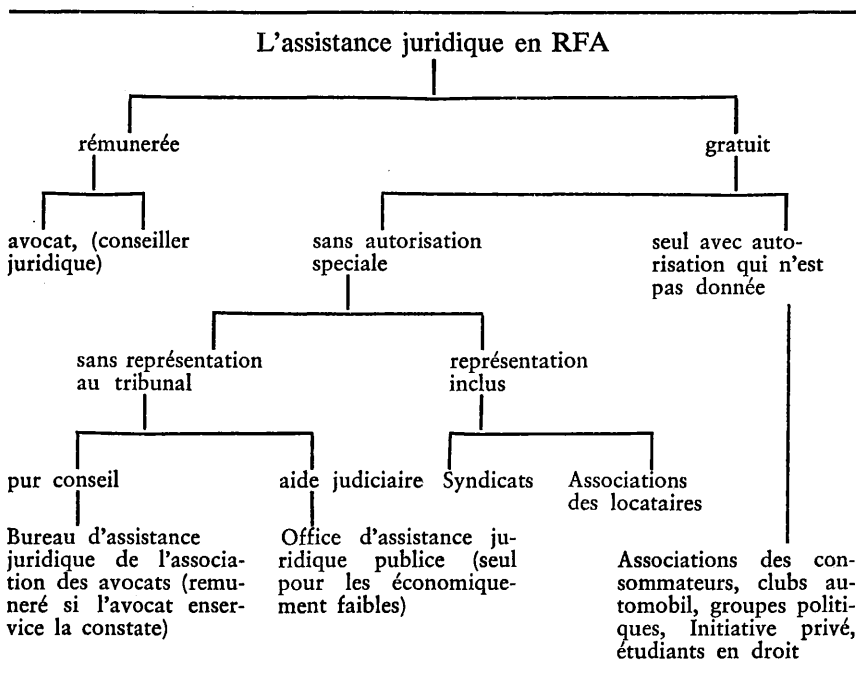 L'assistance juridique en RFA
rémunerée
gratuit
avocat, (conseiller
juridique)
sans autorisation
speciale
seul avec auto-
risation qui n'est
pas donnée
sans représentation
au tribunal
représentation
inclus
pur conseil
aide judiciaire
Syndicats
Associations
des locataires
Bureau d'assistance
juridique de l'associa-
tion des avocats (remu-
neré si l'avocat enser-
vice la constate)
Office d'assistance ju-
ridique publice (seul
pour les économique-
ment faibles)
Associations des con-
sommateurs, clubs au-
tomobil, groupes politi-
ques, Initiative privé,
étudiants en droit